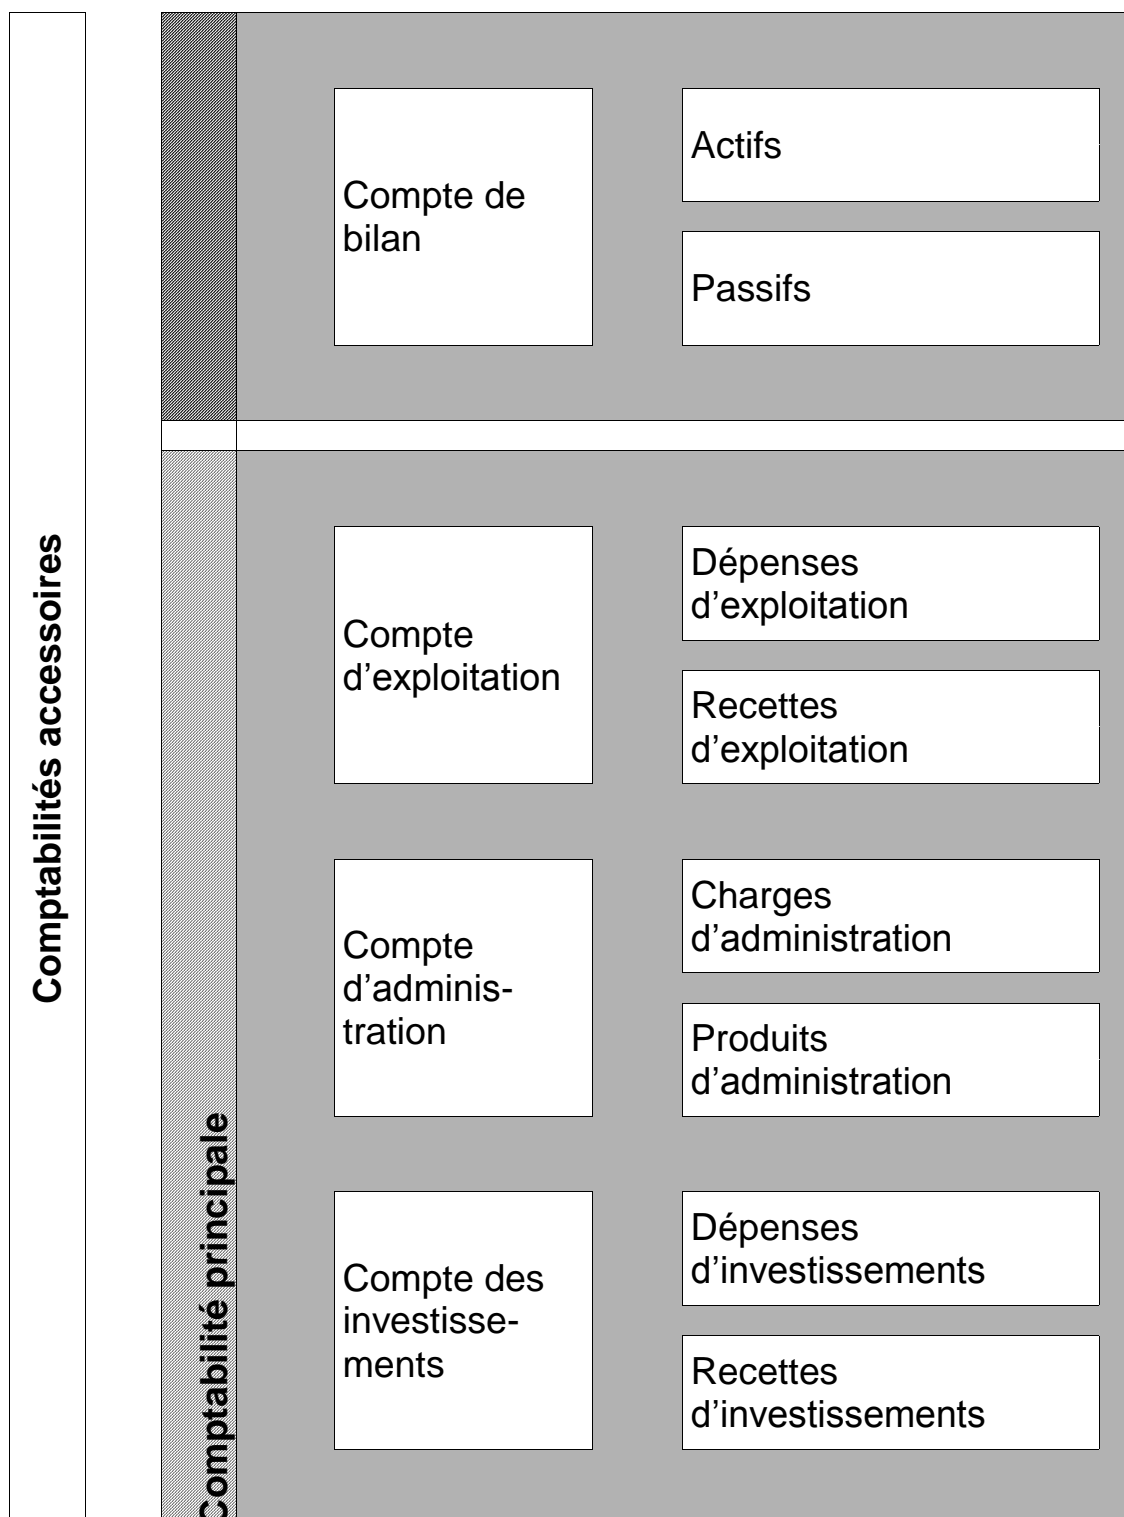 Comptabilités accessoires
Comptabilité principale
Compte de
bilan
Actifs
Passifs
Compte
d’exploitation
Dépenses
d’exploitation
Recettes
d’exploitation
Compte
d’adminis-
tration
Charges
d’administration
Produits
d’administration
Compte des
investisse-
ments
Dépenses
d’investissements
Recettes
d’investissements